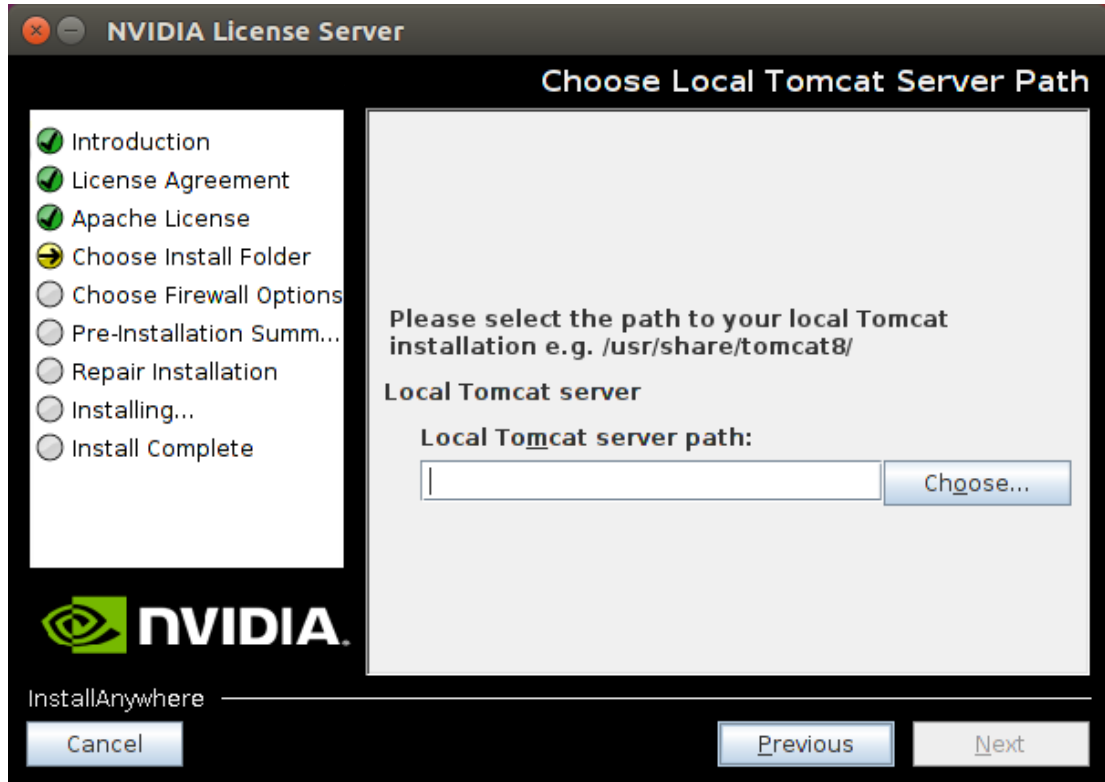 NVIDIA License Server
Choose Local Tomcat Server Path
Introduction
License Agreement
Apache License
Choose Install Folder
Choose Firewall Options
Pre-Installation Summ...
Repair Installation
Installing...
Install Complete
Please select the path to your local Tomcat
installation e.g. /usr/share/tomcat8/
Local Tomcat server
Local Tomcat server path:
Choose...
NVIDIA.
InstallAnywhere
Cancel
Previous
Next